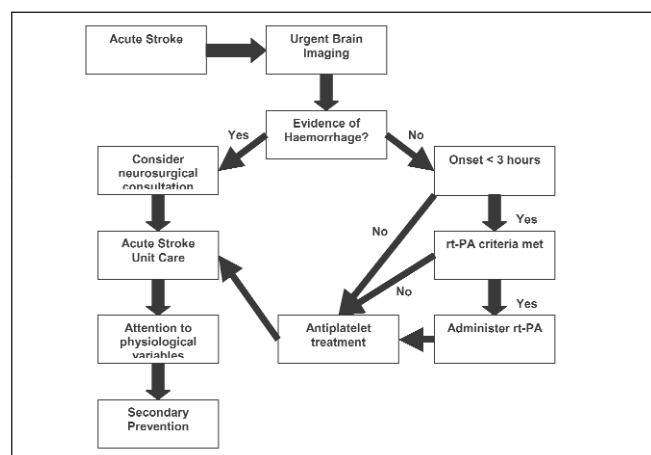 Acute Stroke
Urgent Brain
Imaging
Evidence of
Haemorrhage?
Yes
No
Consider
neurosurgical
consultation
Onset < 3 hours
No
Yes
Acute Stroke
Unit Care
rt-PA criteria met
No
Yes
Attention to
physiological
variables
Antiplatelet
treatment
Administer rt-PA
Secondary
Prevention